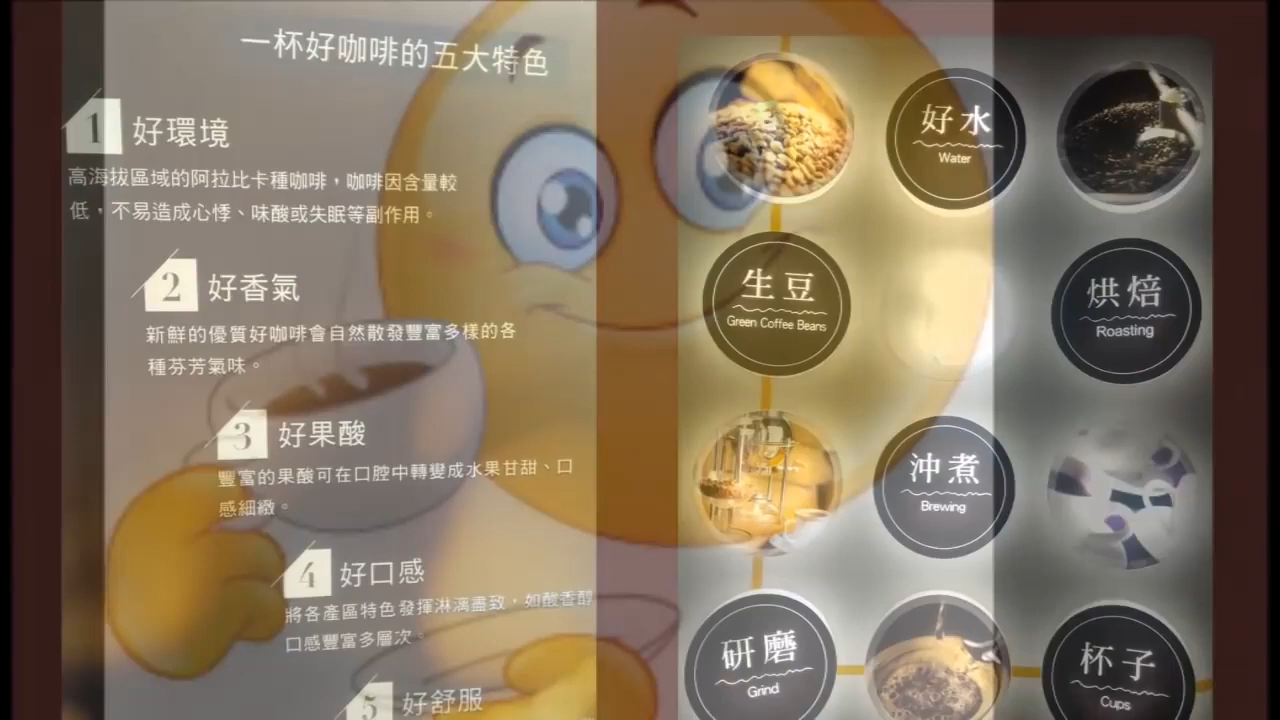 一杯好咖啡的五大特色
1 好環境
高海拔區域的阿拉比卡種咖啡，咖啡因含量較
低，不易造成心悸、味酸或失眠等副作用。
2 好香氣
新鮮的優質好咖啡會自然散發豐富多樣的各
種芬芳氣味。
3 好果酸
豐富的果酸可在口腔中轉變成水果甘甜、口
感細緻。
4 好口感
將各產區特色發揮淋漓盡致，如酸香醇
口感豐富多層次。
5 好舒服
好水
Water
生豆
Green Coffee Beans
烘焙
Roasting
沖煮
Brewing
研磨
Grind
杯子
Cups